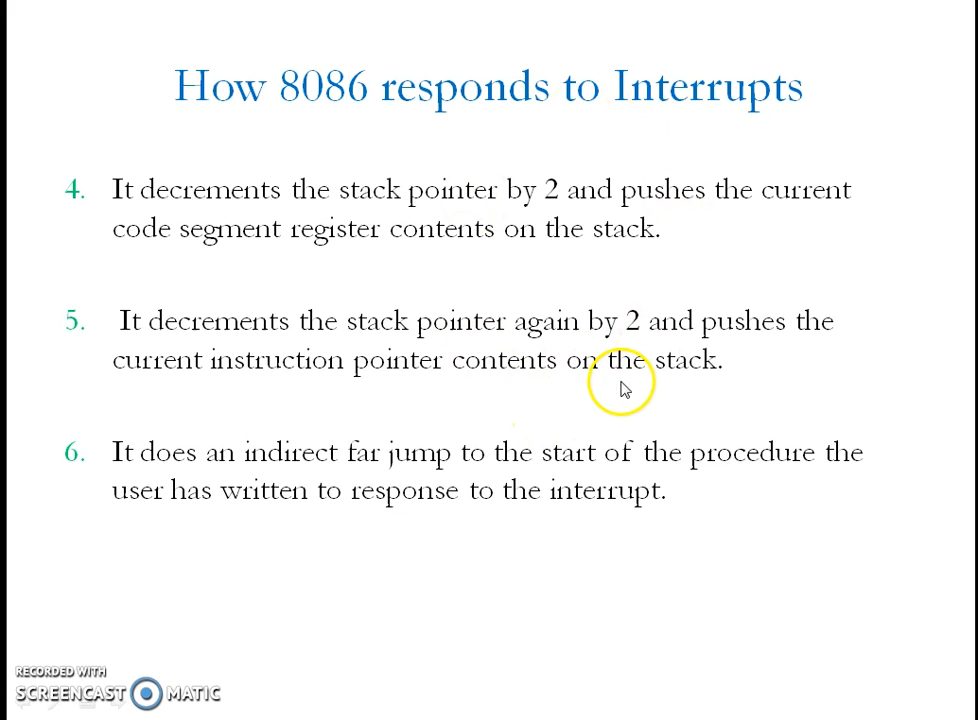 How 8086 responds to Interrupts
4. It decrements the stack pointer by 2 and pushes the current
code segment register contents on the stack.
5. It decrements the stack pointer again by 2 and pushes the
current instruction pointer contents on the stack.
6. It does an indirect far jump to the start of the procedure the
user has written to response to the interrupt.
RECORDED WITH
SCREENCAST MATIC